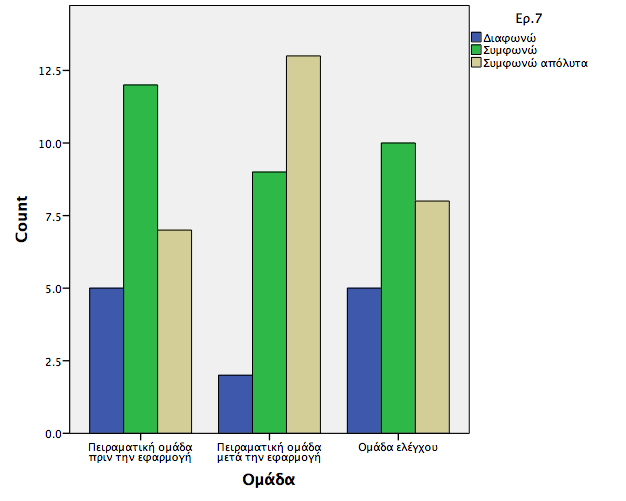 Ερ.7
Διαφωνώ
Συμφωνώ
Συμφωνώ απόλυτα
Count
12.5
10.0
7.5
5.0
2.5
0.0
Πειραματική ομάδα
πριν την εφαρμογή
Πειραματική ομάδα
μετά την εφαρμογή
Ομάδα ελέγχου
Ομάδα